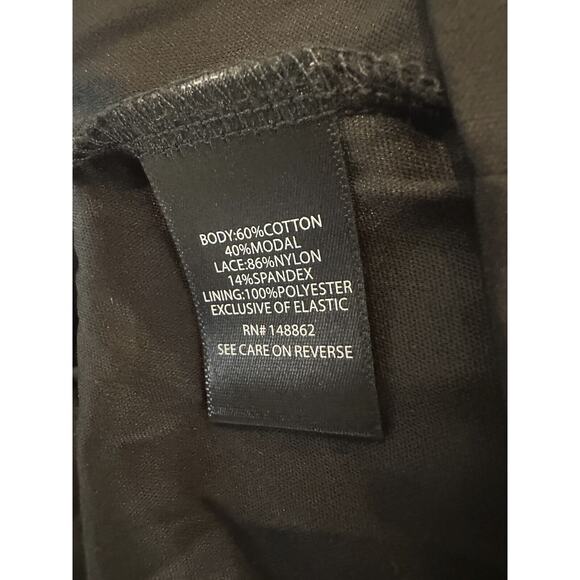 BODY:60%COTTON
40%MODAL
LACE:86%NYLON
14%SPANDEX
LINING:100%POLYESTER
EXCLUSIVE OF ELASTIC
RN# 148862
SEE CARE ON REVERSE